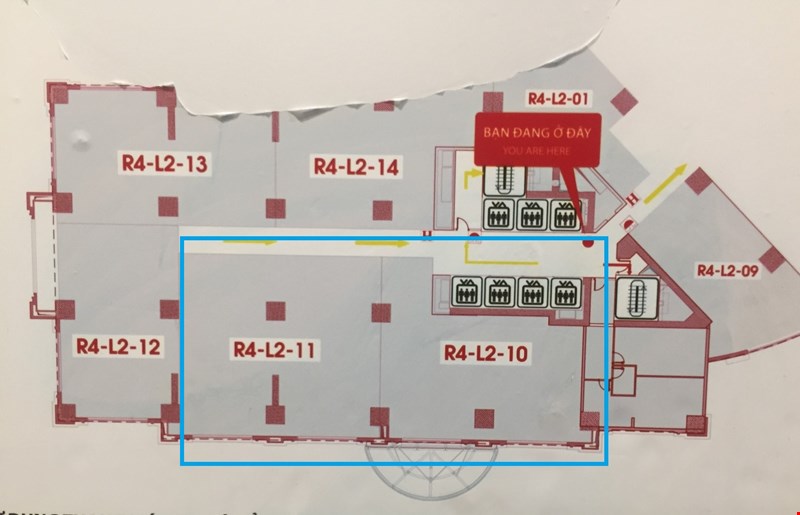 R4-L2-01
BẠN ĐANG Ở ĐÂY
YOU ARE HERE
R4-L2-13
R4-L2-14
H
H
R4-L2-09
R4-L2-12
R4-L2-11
R4-L2-10